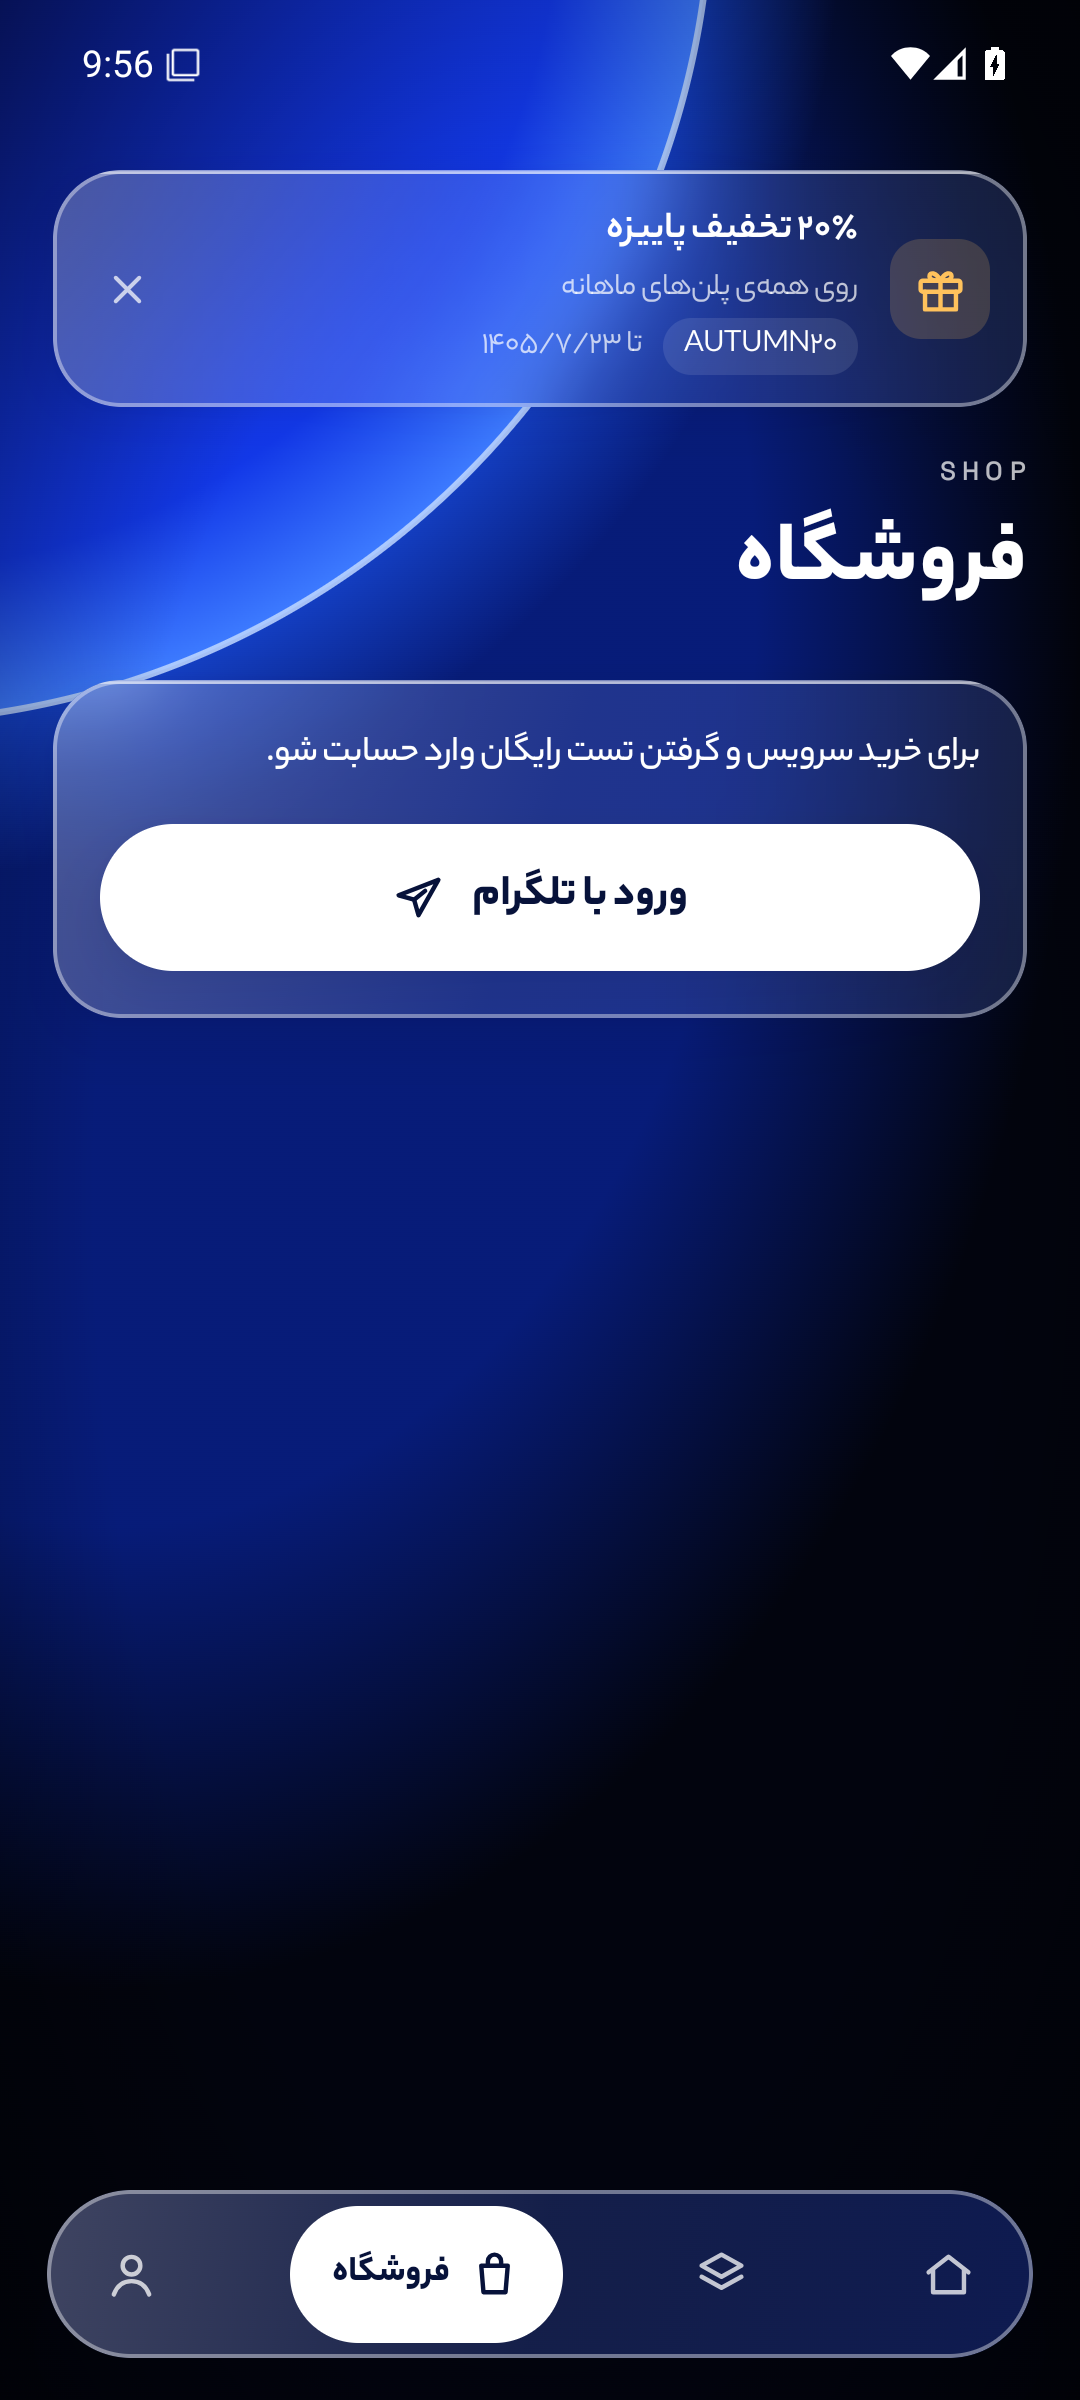 9:56
۲۰% تخفیف پاییزه
روی همه‌ی پلن‌های ماهانه
AUTUMN۲۰ تا ۱۴۰۵/۷/۲۳
SHOP
فروشگاه
برای خرید سرویس و گرفتن تست رایگان وارد حسابت شو.
ورود با تلگرام
فروشگاه